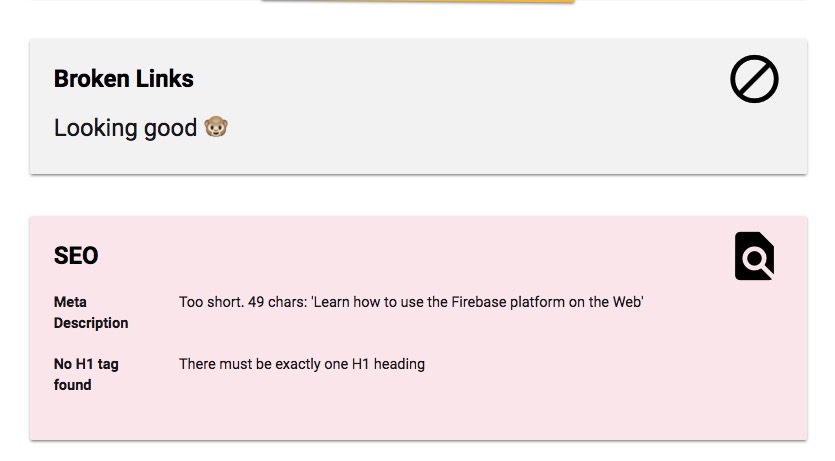 Broken Links
Looking good 🐵
SEO
Meta Description
Too short. 49 chars: 'Learn how to use the Firebase platform on the Web'
No H1 tag found
There must be exactly one H1 heading